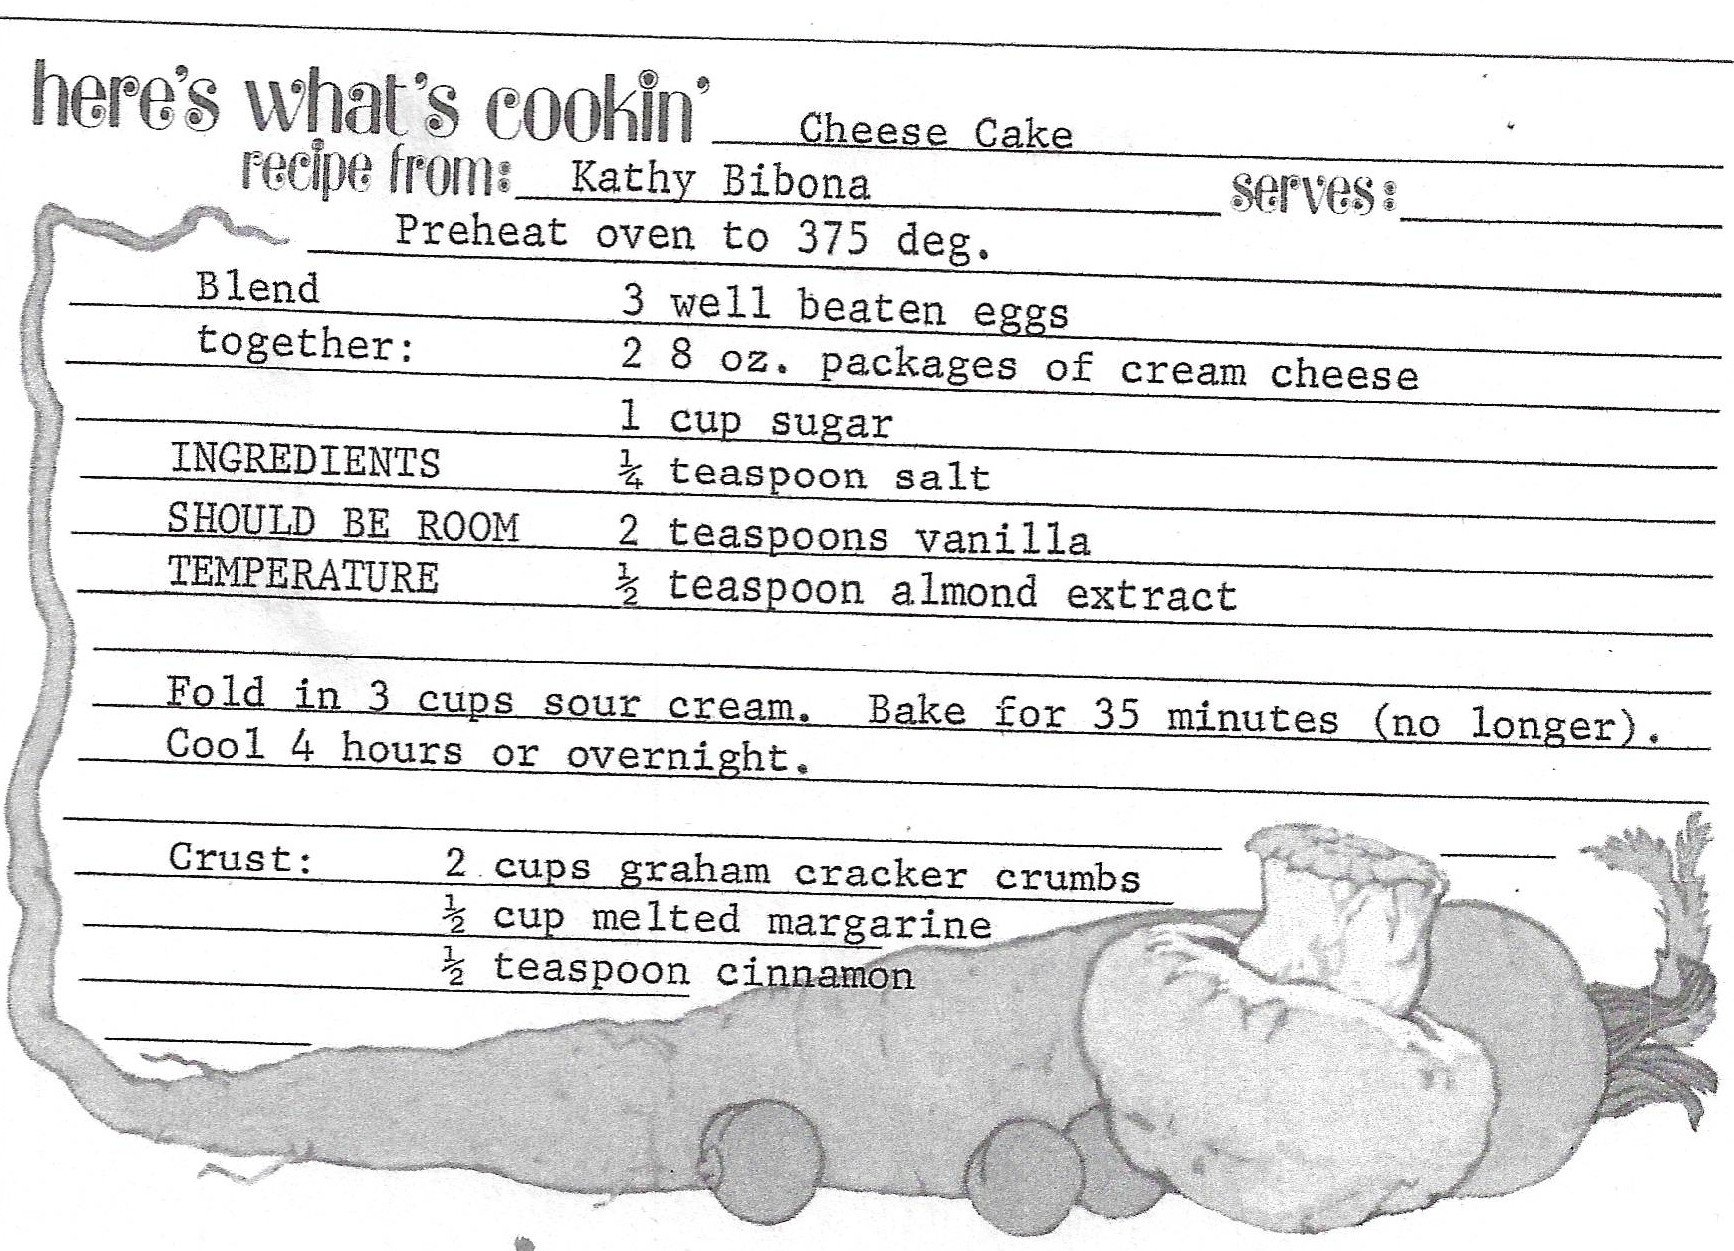 here's what's cookin' Cheese Cake
recipe from: Kathy Bibona serves:
Preheat oven to 375 deg.
Blend 3 well beaten eggs
together: 2 8 oz. packages of cream cheese
1 cup sugar
INGREDIENTS ¼ teaspoon salt
SHOULD BE ROOM 2 teaspoons vanilla
TEMPERATURE ½ teaspoon almond extract
Fold in 3 cups sour cream. Bake for 35 minutes (no longer).
Cool 4 hours or overnight.
Crust: 2 cups graham cracker crumbs
½ cup melted margarine
½ teaspoon cinnamon